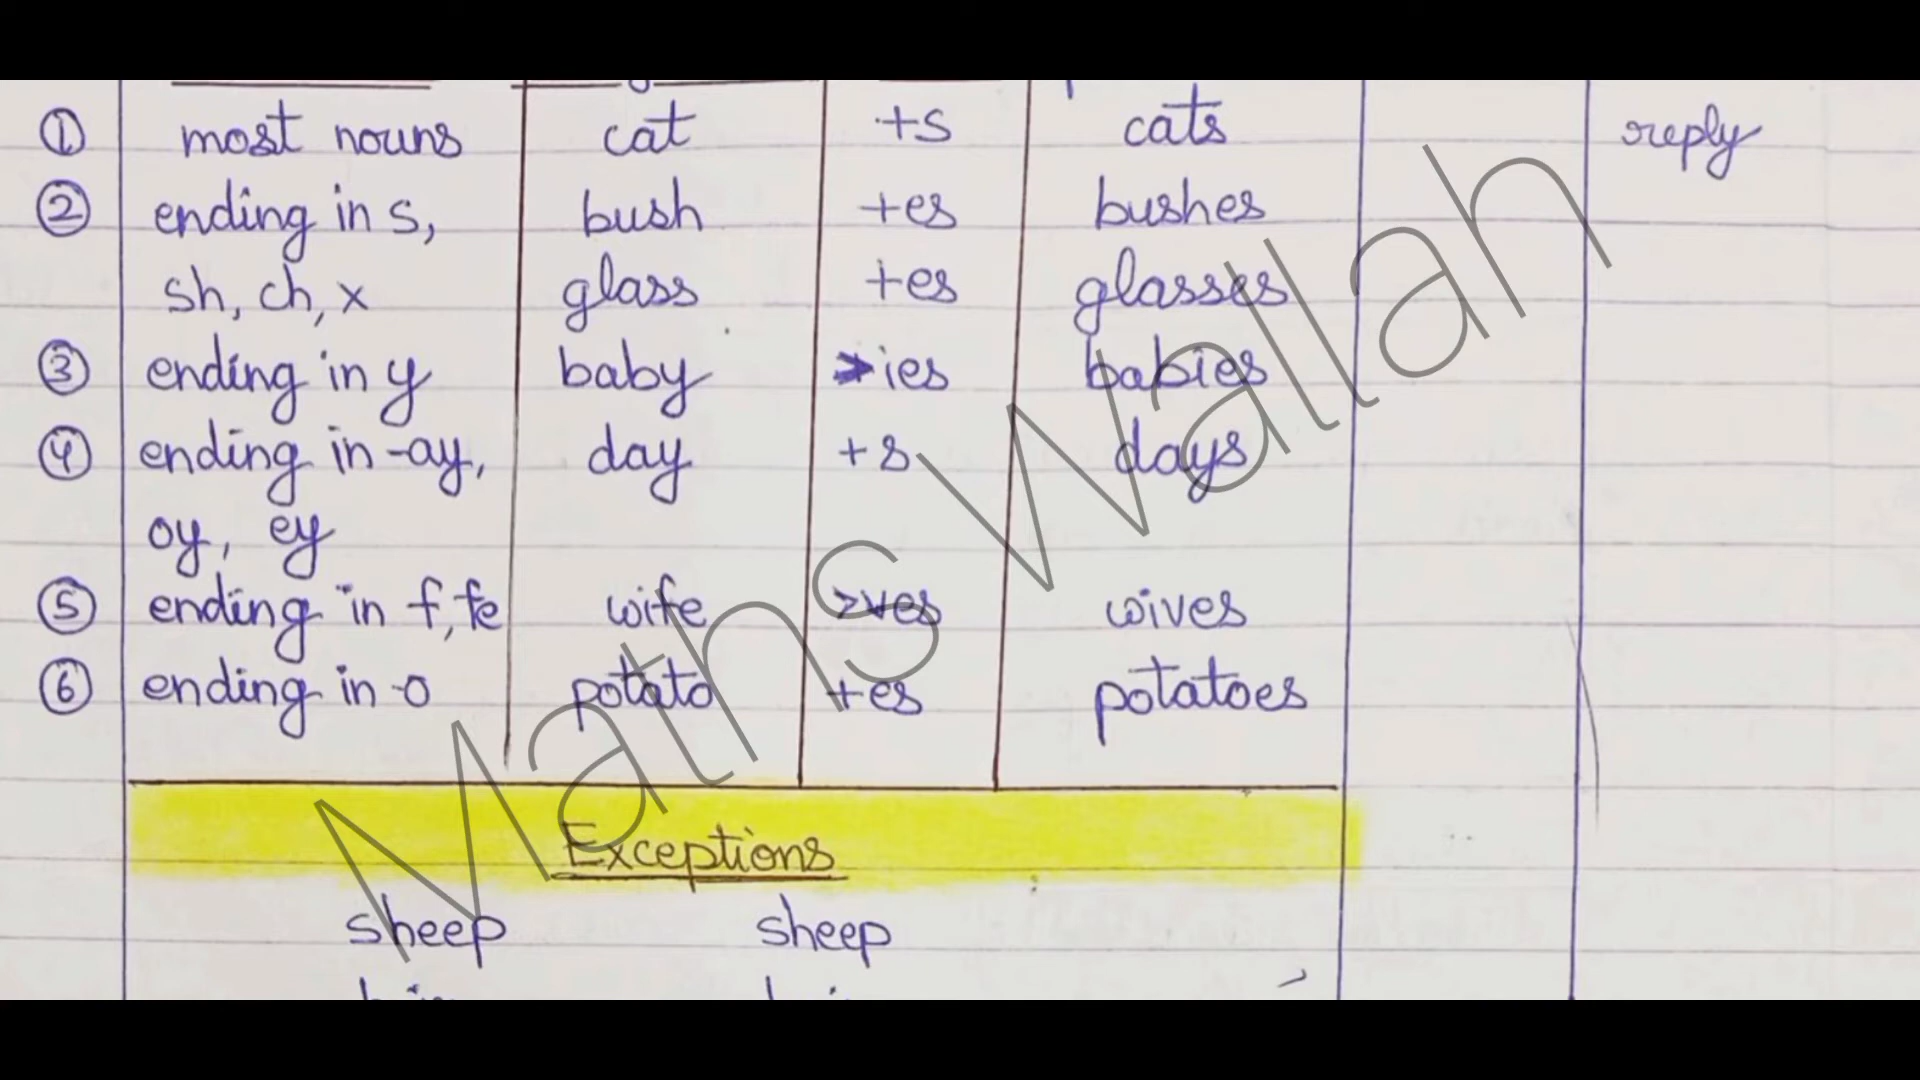 ① most nouns cat +s cats reply
② ending in s, bush +es bushes
sh, ch, x glass +es glasses
③ ending in y baby >ies babies
④ ending in -ay, day +s days
oy, ey
⑤ ending in f, fe wife >ves wives
⑥ ending in -o potato +es potatoes
Exceptions
sheep sheep
Maths Wallah